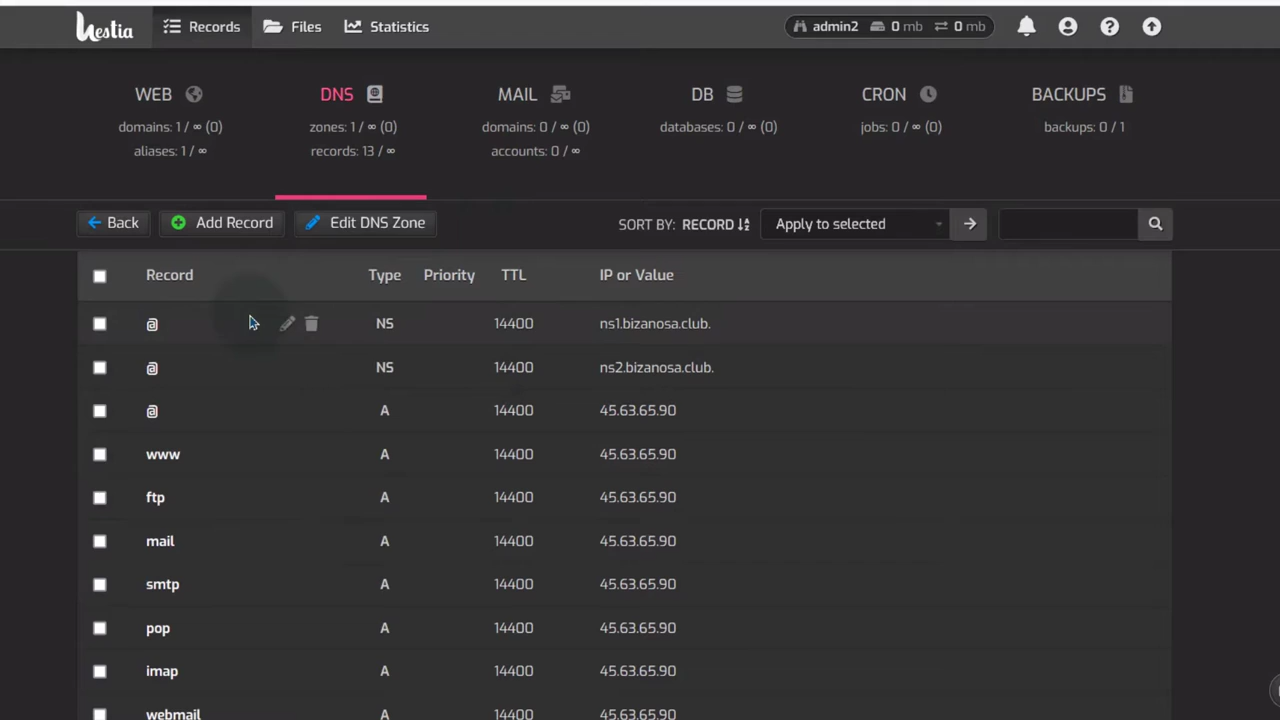 Hestia Records Files Statistics admin2 0 mb 0 mb
WEB DNS MAIL DB CRON BACKUPS
domains: 1 / ∞ (0) zones: 1 / ∞ (0) domains: 0 / ∞ (0) databases: 0 / ∞ (0) jobs: 0 / ∞ (0) backups: 0 / 1
aliases: 1 / ∞ records: 13 / ∞ accounts: 0 / ∞
Back Add Record Edit DNS Zone SORT BY: RECORD Apply to selected
Record Type Priority TTL IP or Value
@ NS 14400 ns1.bizanosa.club.
@ NS 14400 ns2.bizanosa.club.
@ A 14400 45.63.65.90
www A 14400 45.63.65.90
ftp A 14400 45.63.65.90
mail A 14400 45.63.65.90
smtp A 14400 45.63.65.90
pop A 14400 45.63.65.90
imap A 14400 45.63.65.90
webmail A 14400 45.63.65.90